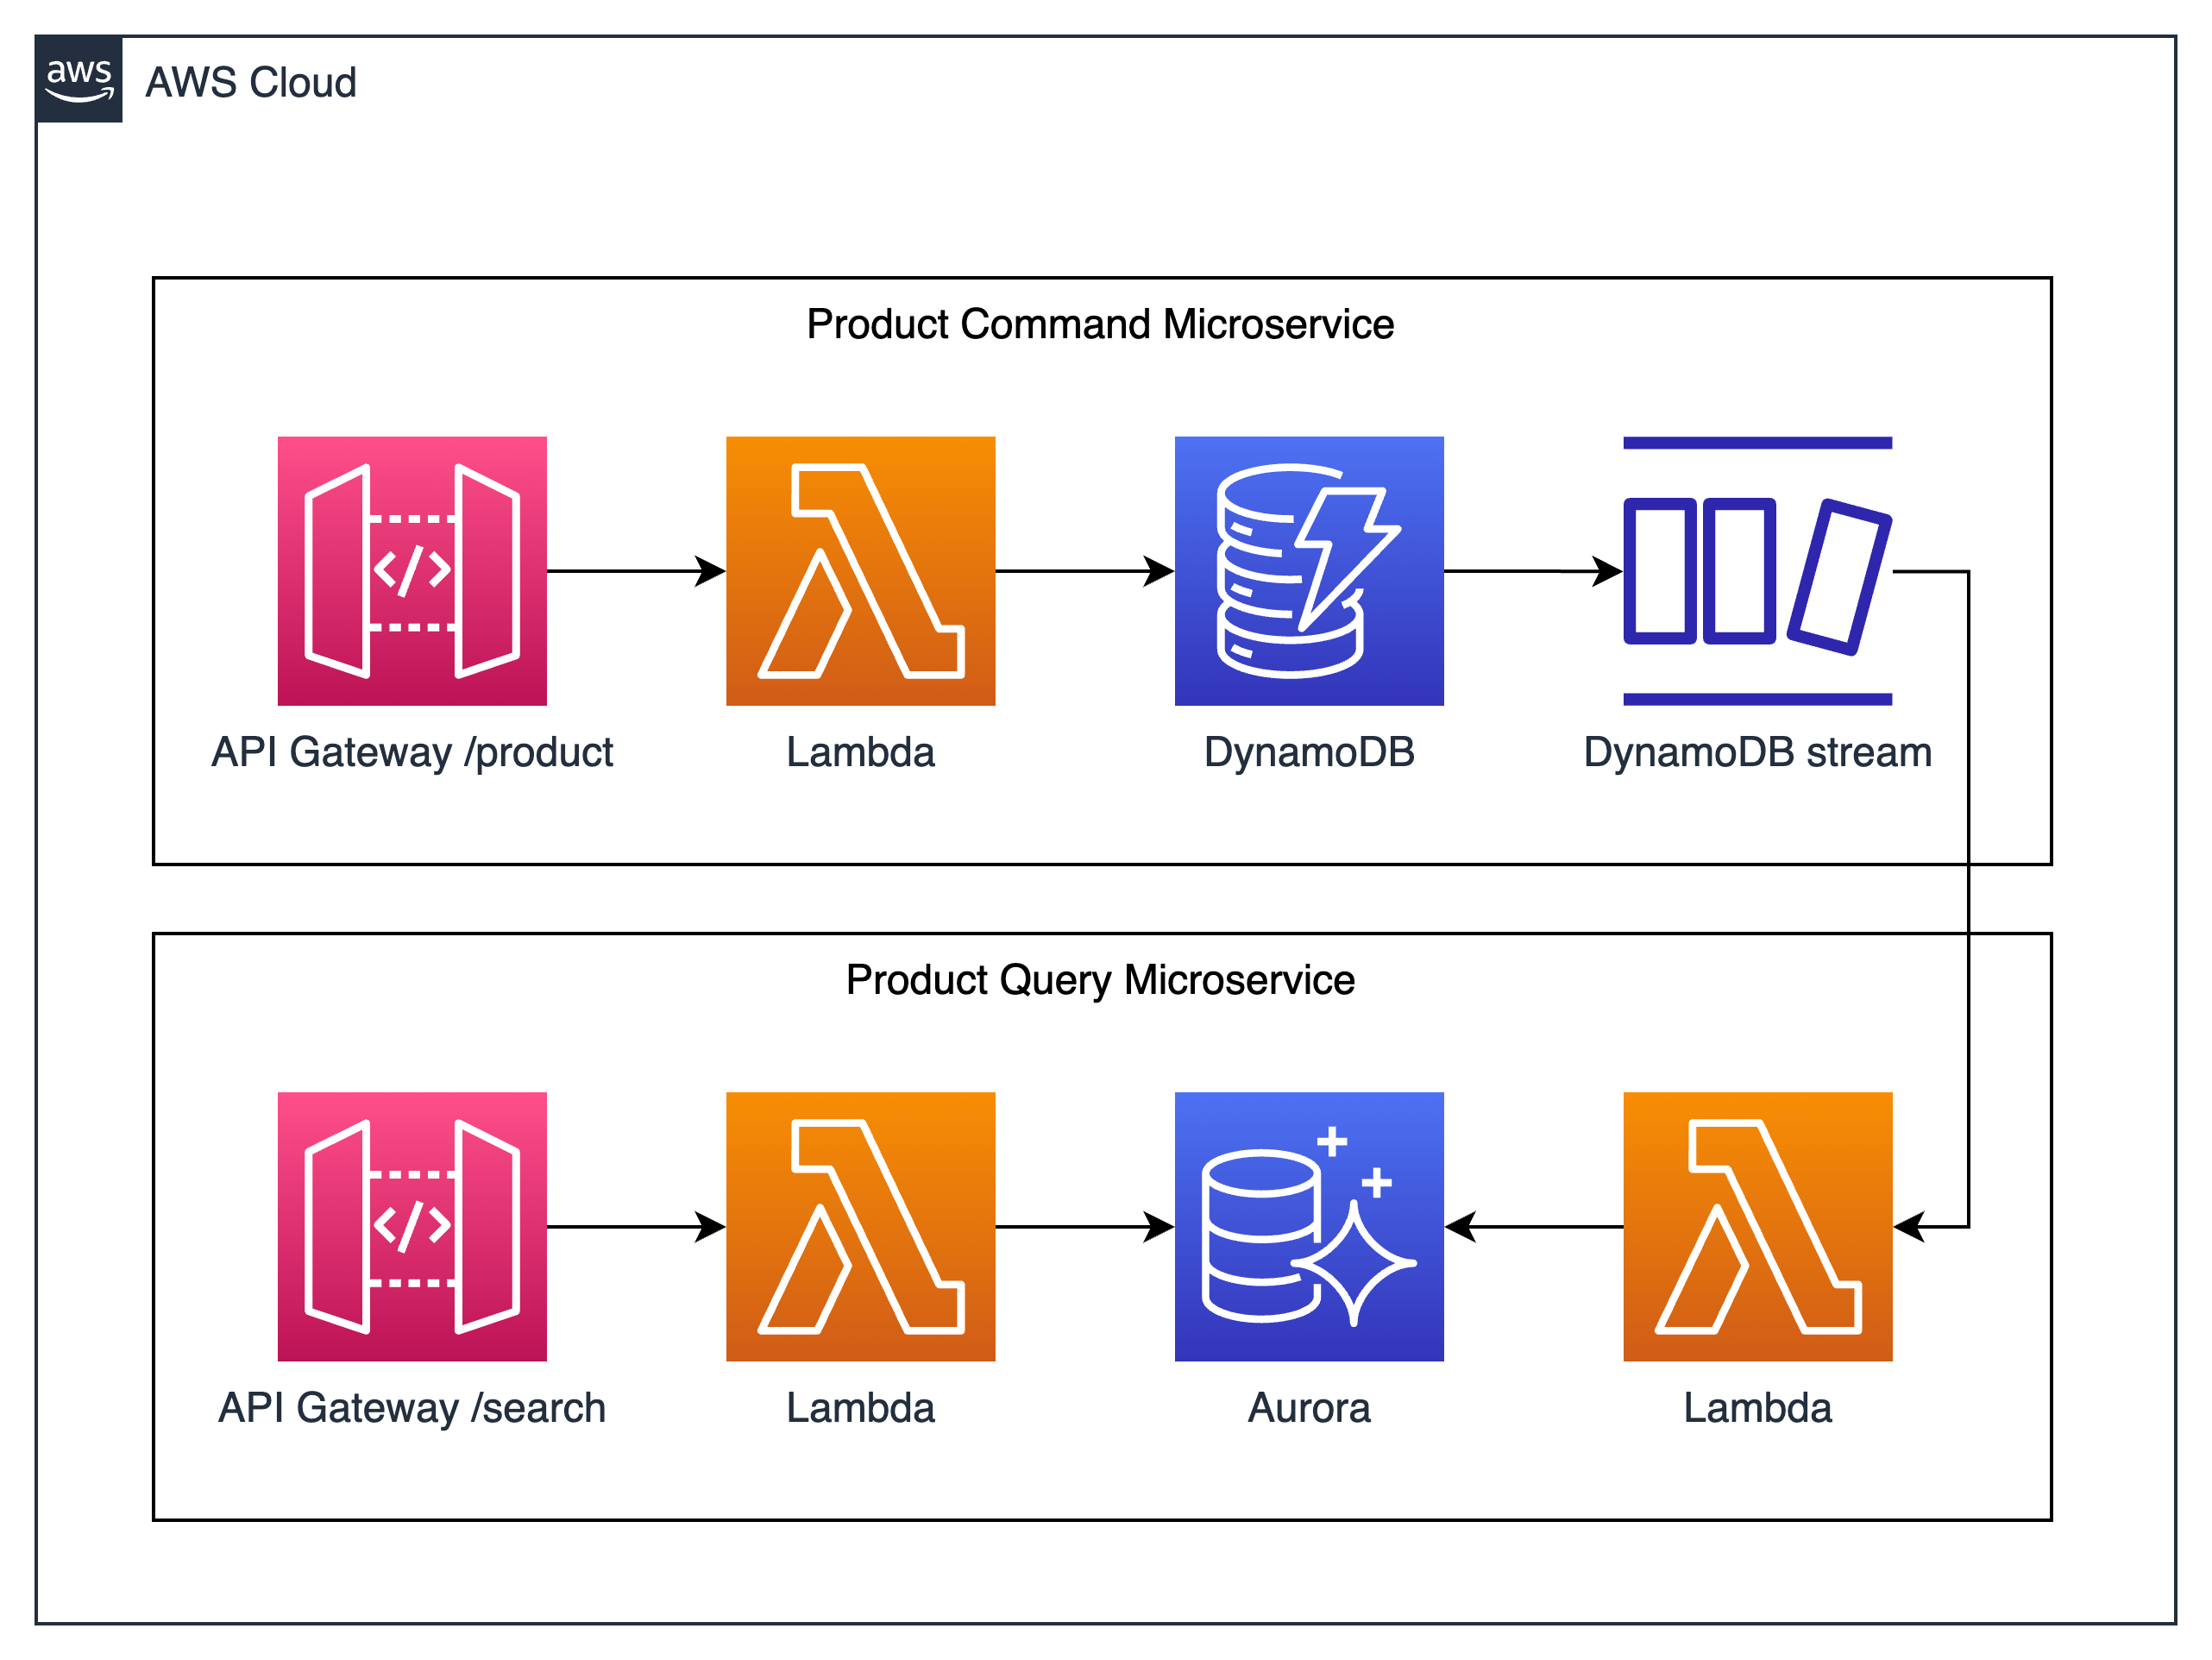 aws
AWS Cloud
Product Command Microservice
API Gateway /product
Lambda
DynamoDB
DynamoDB stream
Product Query Microservice
API Gateway /search
Lambda
Aurora
Lambda